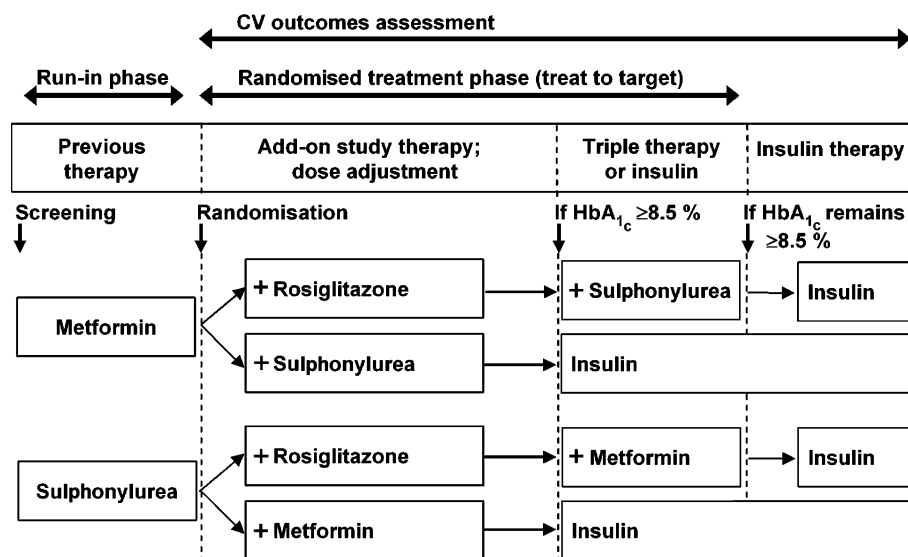 CV outcomes assessment
Run-in phase
Randomised treatment phase (treat to target)
Previous
therapy
Add-on study therapy;
dose adjustment
Triple therapy
or insulin
Insulin therapy
Screening
Randomisation
If HbA1c ≥8.5 %
If HbA1c remains
≥8.5 %
Metformin
+ Rosiglitazone
+ Sulphonylurea
Insulin
+ Sulphonylurea
Insulin
Sulphonylurea
+ Rosiglitazone
+ Metformin
Insulin
+ Metformin
Insulin